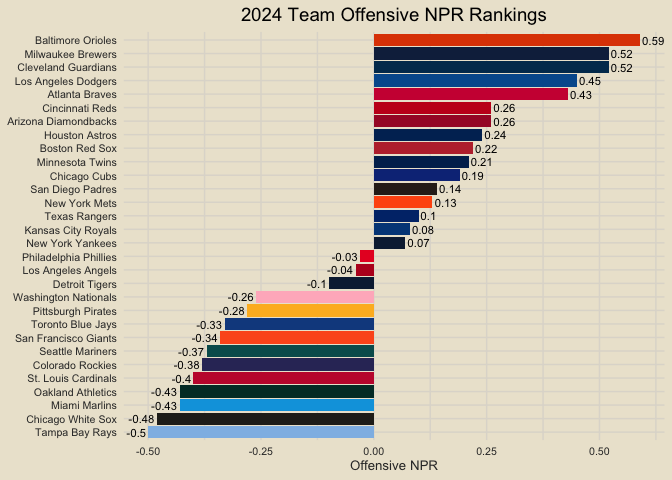 2024 Team Offensive NPR Rankings
Baltimore Orioles 0.59
Milwaukee Brewers 0.52
Cleveland Guardians 0.52
Los Angeles Dodgers 0.45
Atlanta Braves 0.43
Cincinnati Reds 0.26
Arizona Diamondbacks 0.26
Houston Astros 0.24
Boston Red Sox 0.22
Minnesota Twins 0.21
Chicago Cubs 0.19
San Diego Padres 0.14
New York Mets 0.13
Texas Rangers 0.1
Kansas City Royals 0.08
New York Yankees 0.07
Philadelphia Phillies -0.03
Los Angeles Angels -0.04
Detroit Tigers -0.1
Washington Nationals -0.26
Pittsburgh Pirates -0.28
Toronto Blue Jays -0.33
San Francisco Giants -0.34
Seattle Mariners -0.37
Colorado Rockies -0.38
St. Louis Cardinals -0.4
Oakland Athletics -0.43
Miami Marlins -0.43
Chicago White Sox -0.48
Tampa Bay Rays -0.5
-0.50 -0.25 0.00 0.25 0.50
Offensive NPR